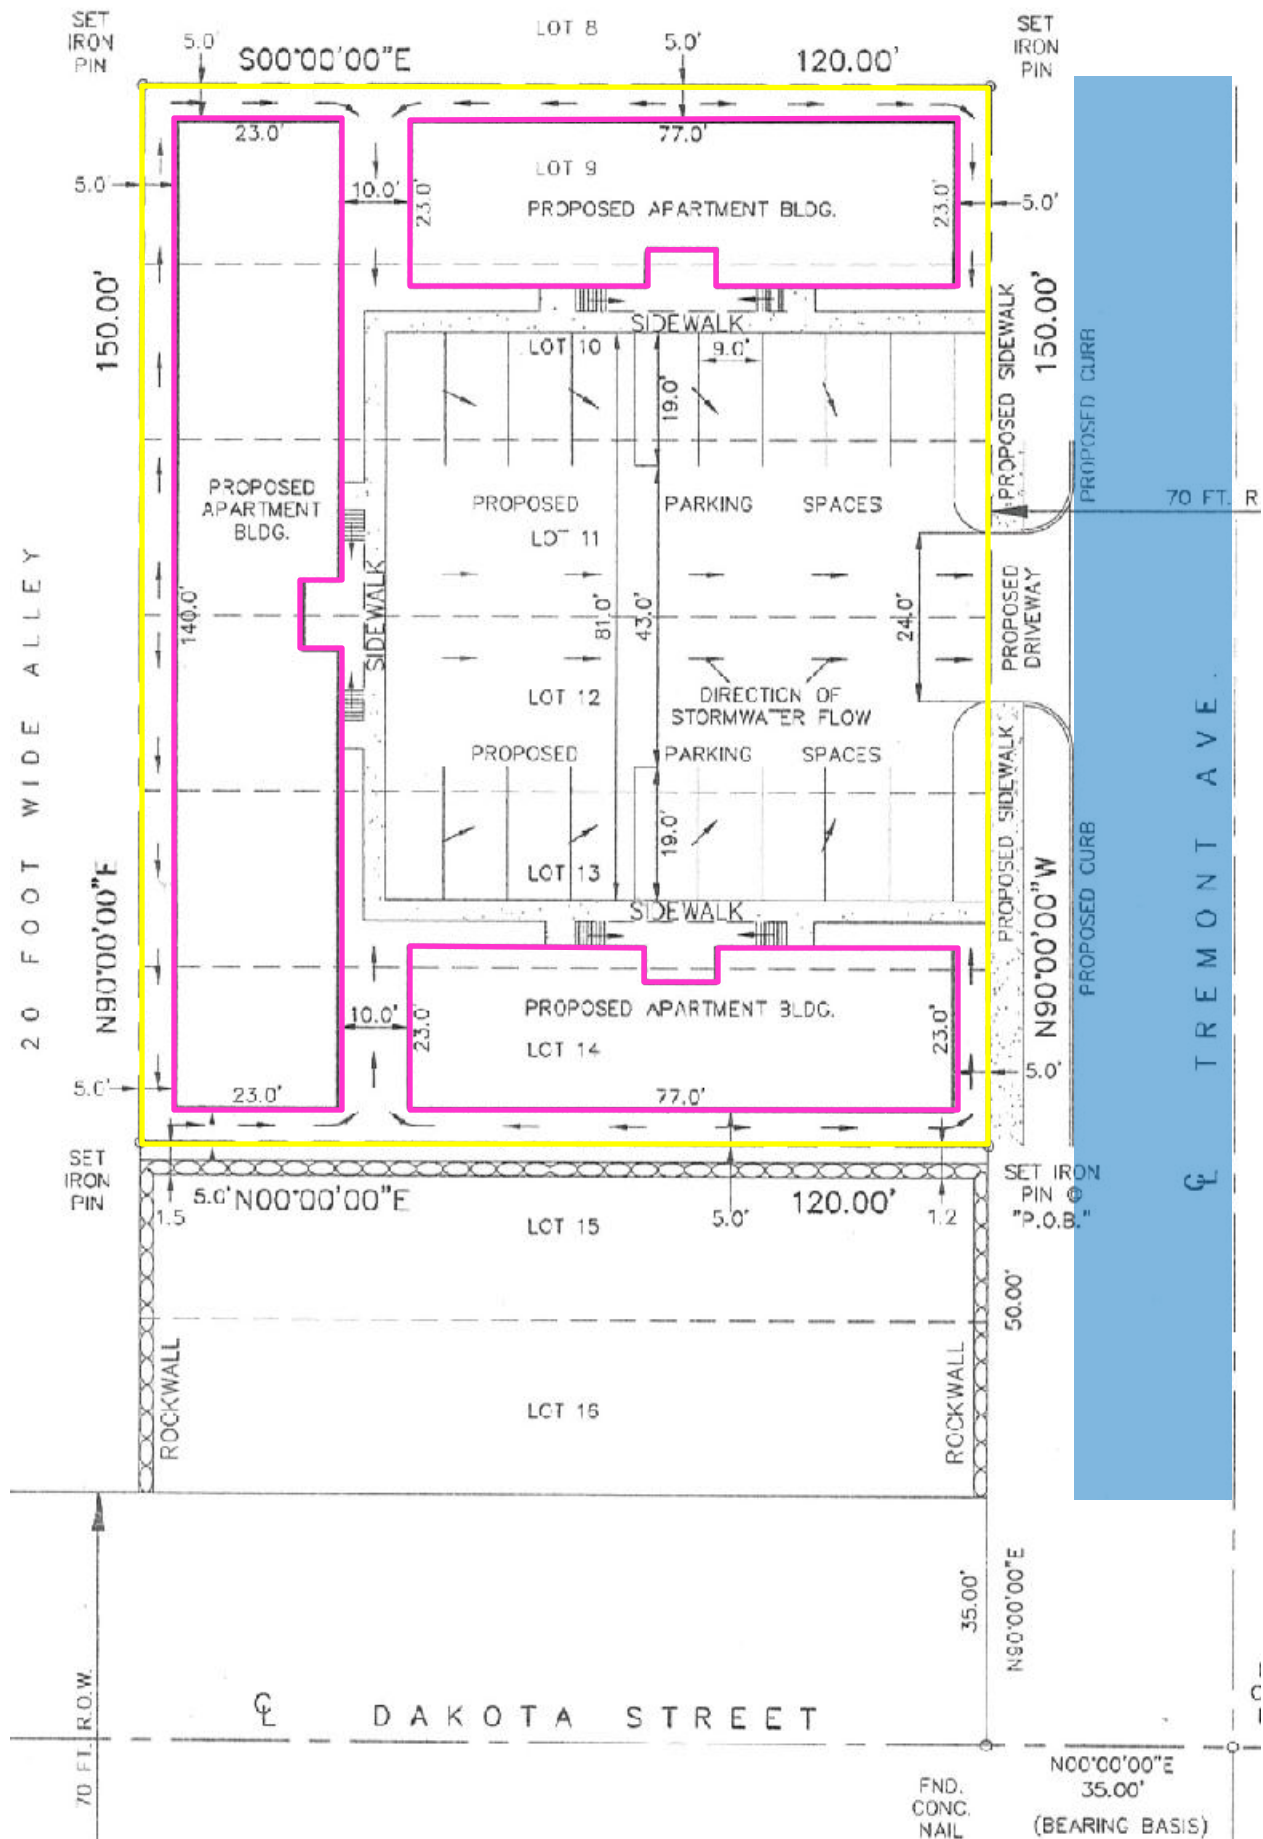 SET
IRON
PIN
5.0'
S00°00'00"E
LOT 8
5.0'
120.00'
SET
IRON
PIN
23.0'
77.0'
LOT 9
5.0'
10.0'
23.0'
PROPOSED APARTMENT BLDG.
23.0'
5.0'
150.00'
SIDEWALK
LOT 10
9.0'
19.0'
PROPOSED SIDEWALK
150.00'
PROPOSED CURB
PROPOSED
APARTMENT
BLDG.
PROPOSED
PARKING
SPACES
70 FT. R
LOT 11
20 FOOT WIDE ALLEY
140.0'
SIDEWALK
81.0'
43.0'
24.0'
PROPOSED
DRIVEWAY
LOT 12
DIRECTION OF
STORMWATER FLOW
PROPOSED
PARKING
SPACES
℄ TREMONT AVE.
19.0'
PROPOSED SIDEWALK
PROPOSED CURB
LOT 13
SIDEWALK
N90°00'00"E
N90°00'00"W
10.0'
23.0'
PROPOSED APARTMENT BLDG.
23.0'
LOT 14
5.0'
23.0'
77.0'
5.0'
SET
IRON
PIN
1.5
5.0'
N00°00'00"E
LOT 15
5.0'
120.00'
1.2
SET IRON
PIN @
"P.O.B."
50.00'
ROCKWALL
ROCKWALL
LOT 16
35.00'
N90°00'00"E
70 FT. R.O.W.
℄ DAKOTA STREET
FND.
CONC.
NAIL
N00°00'00"E
35.00'
(BEARING BASIS)